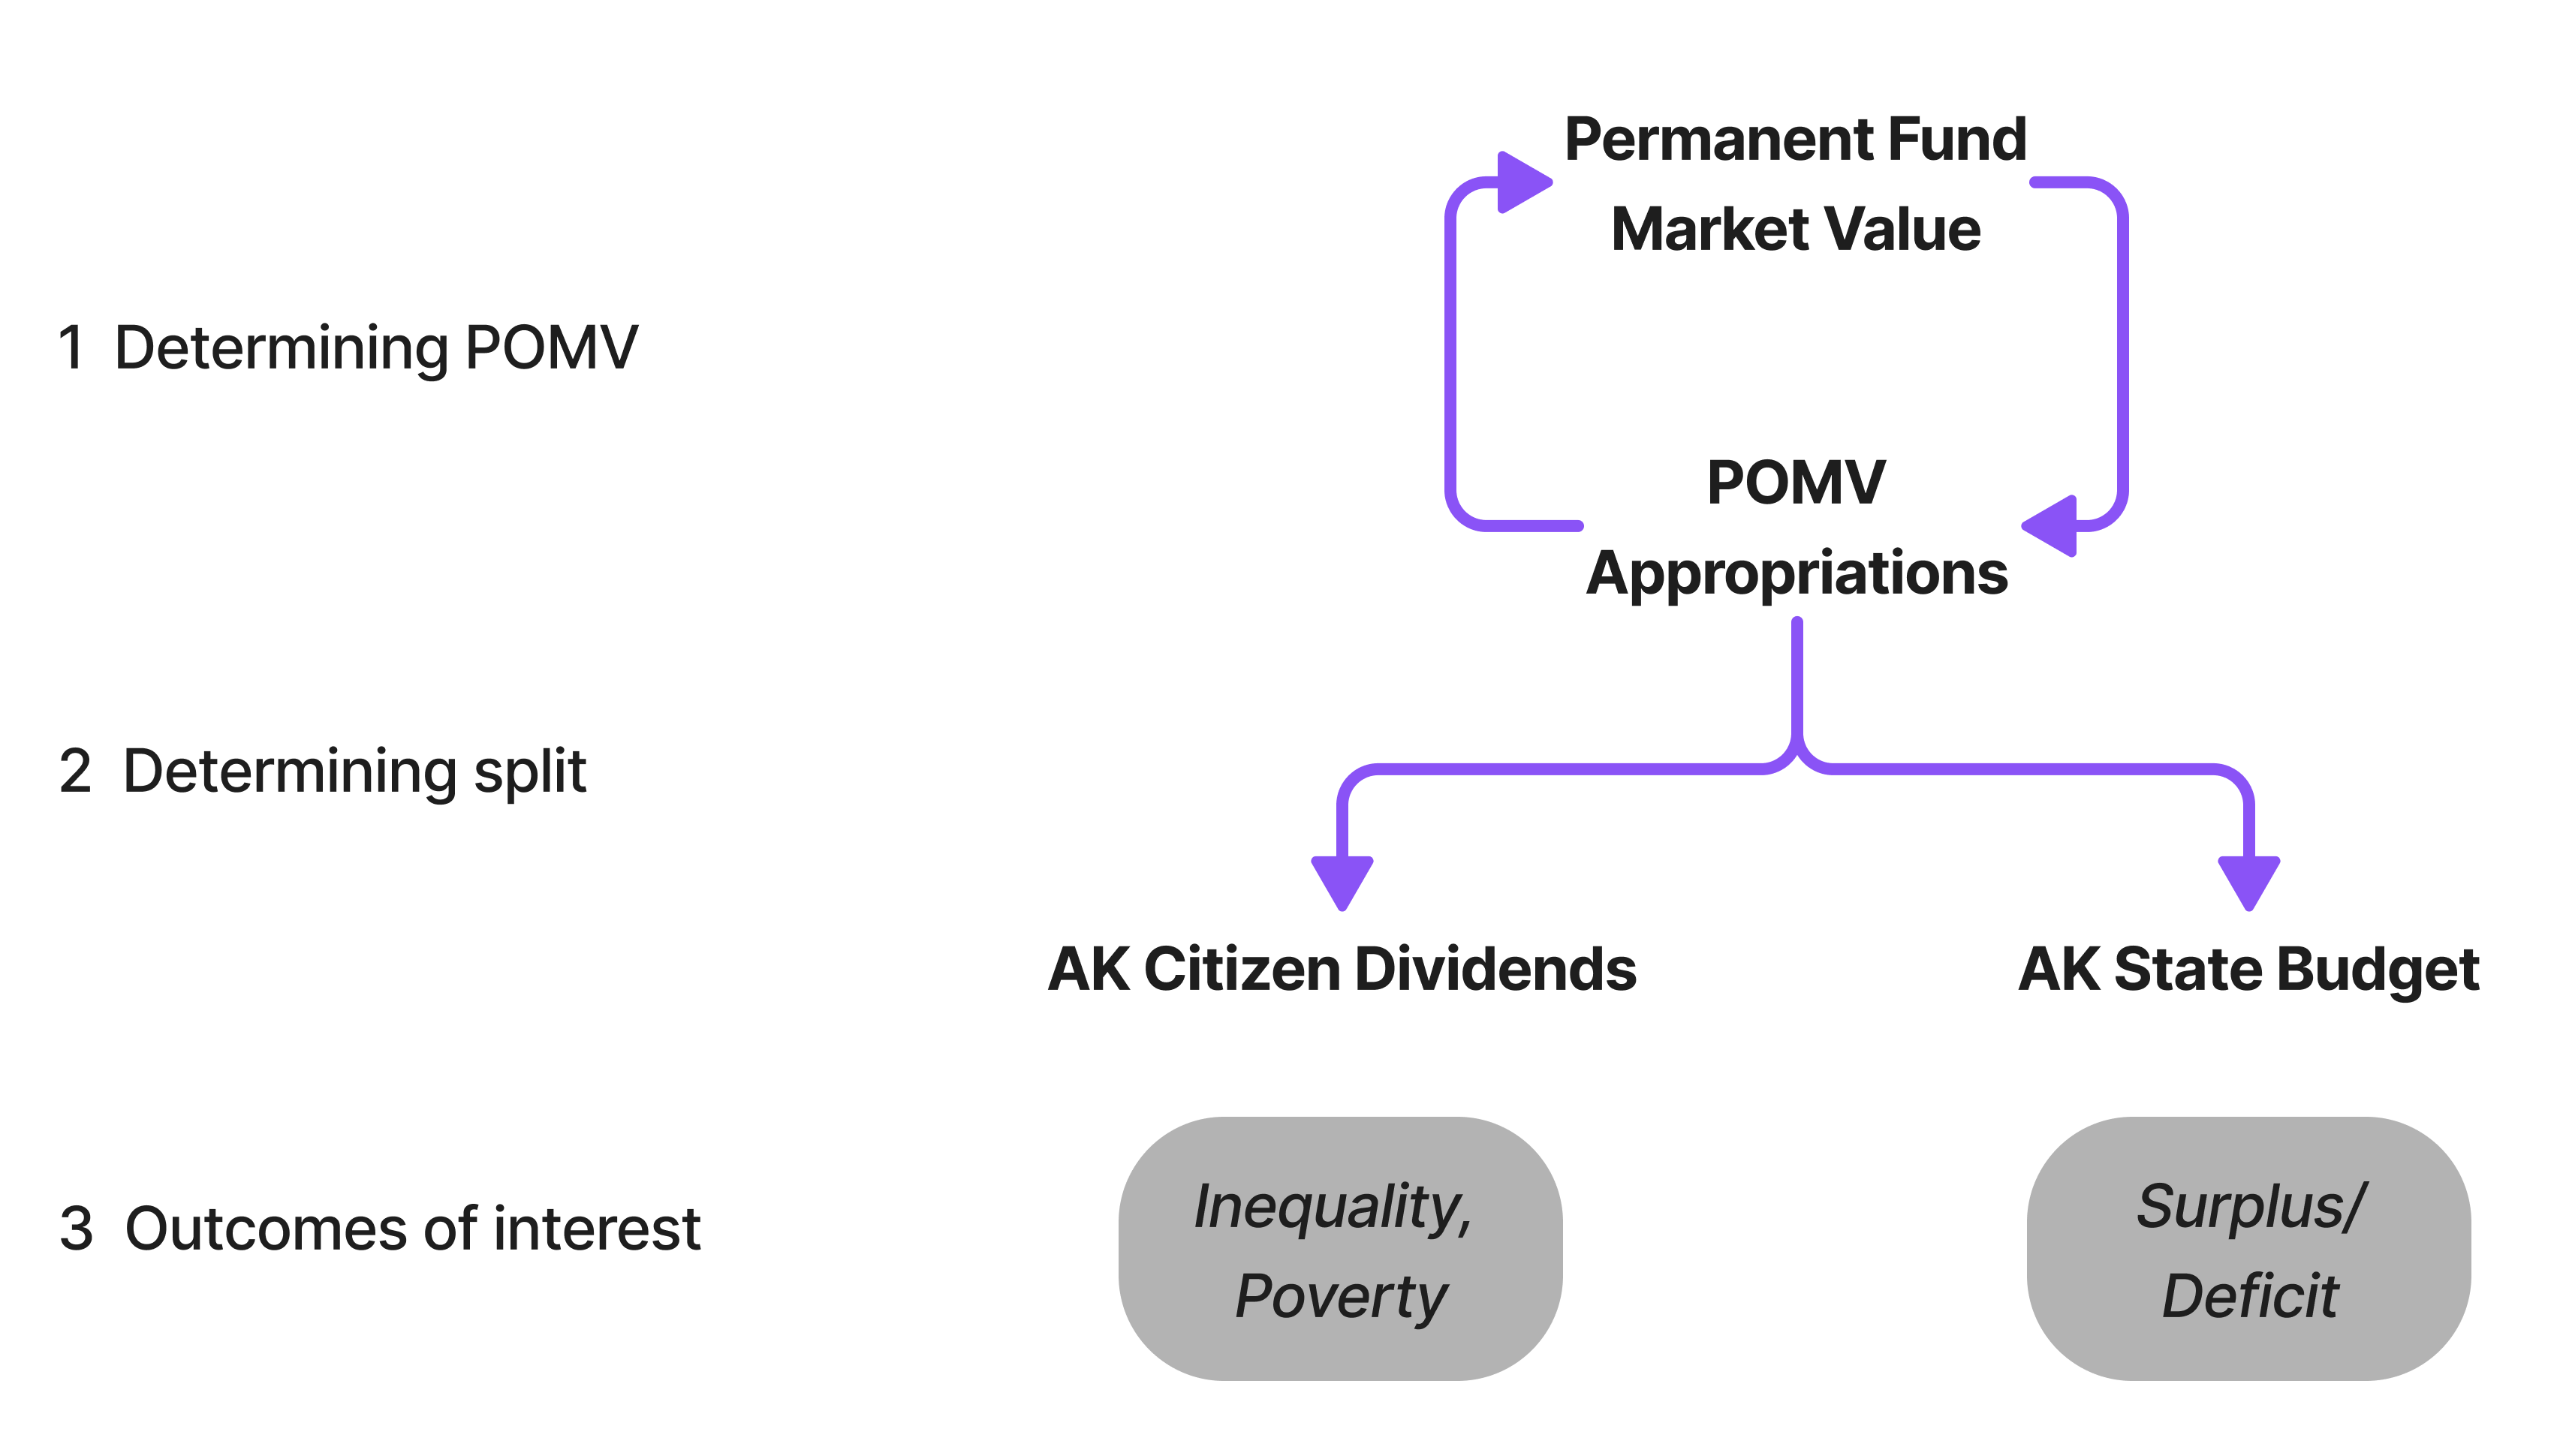 Permanent Fund
Market Value
1 Determining POMV
POMV
Appropriations
2 Determining split
AK Citizen Dividends
AK State Budget
3 Outcomes of interest
Inequality,
Poverty
Surplus/
Deficit